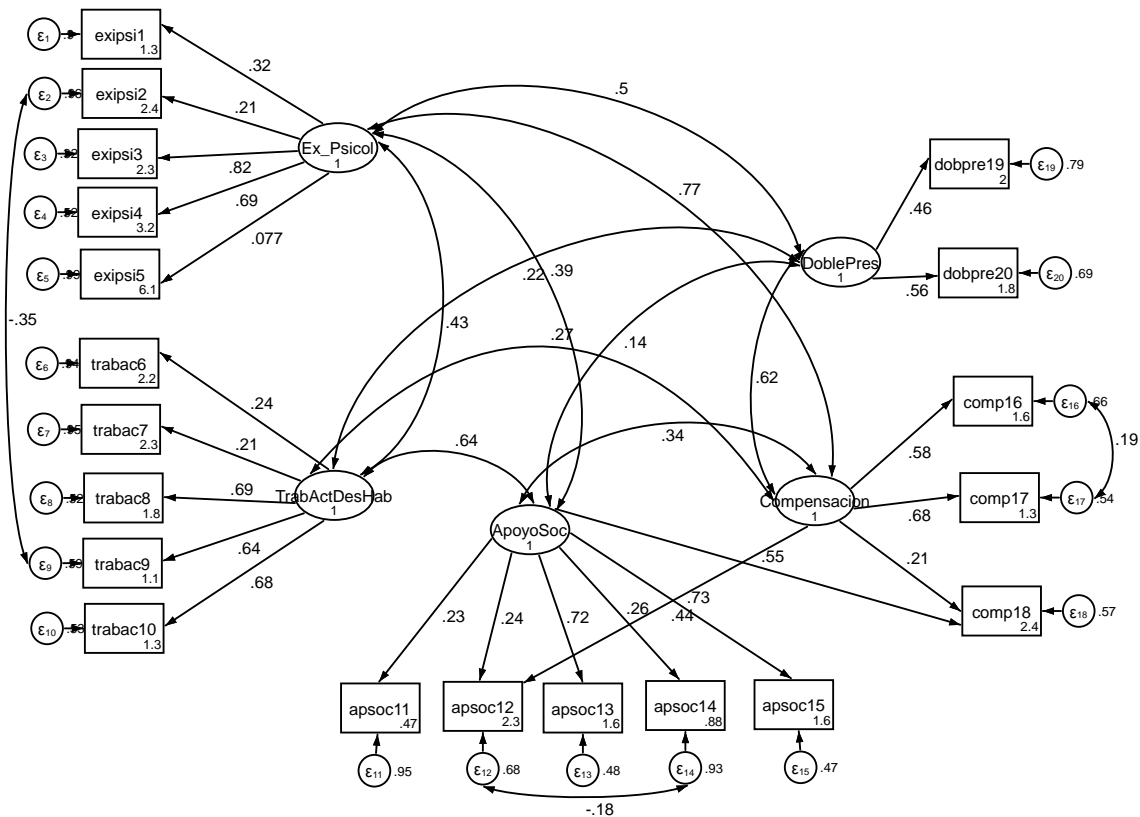 ε1
exipsi1
1.3
ε2
exipsi2
2.4
ε3
exipsi3
2.3
ε4
exipsi4
3.2
ε5
exipsi5
6.1
-.35
ε6
trabac6
2.2
ε7
trabac7
2.3
ε8
trabac8
1.8
ε9
trabac9
1.1
ε10
trabac10
1.3
.32
.21
.82
.69
.077
Ex_Psicol
1
.24
.21
.69
.64
.68
TrabActDesHab
1
.5
.77
.22
.39
.43
.27
.14
.62
.64
.34
DoblePres
1
.46
.56
dobpre19
2
ε19
.79
dobpre20
1.8
ε20
.69
Compensacion
1
.58
.68
.21
comp16
1.6
ε16
.66
.19
comp17
1.3
ε17
.54
comp18
2.4
ε18
.57
ApoyoSoc
1
.55
.23
.24
.72
.26
.73
.44
apsoc11
.47
apsoc12
2.3
apsoc13
1.6
apsoc14
.88
apsoc15
1.6
ε11
.95
ε12
.68
ε13
.48
ε14
.93
ε15
.47
-.18